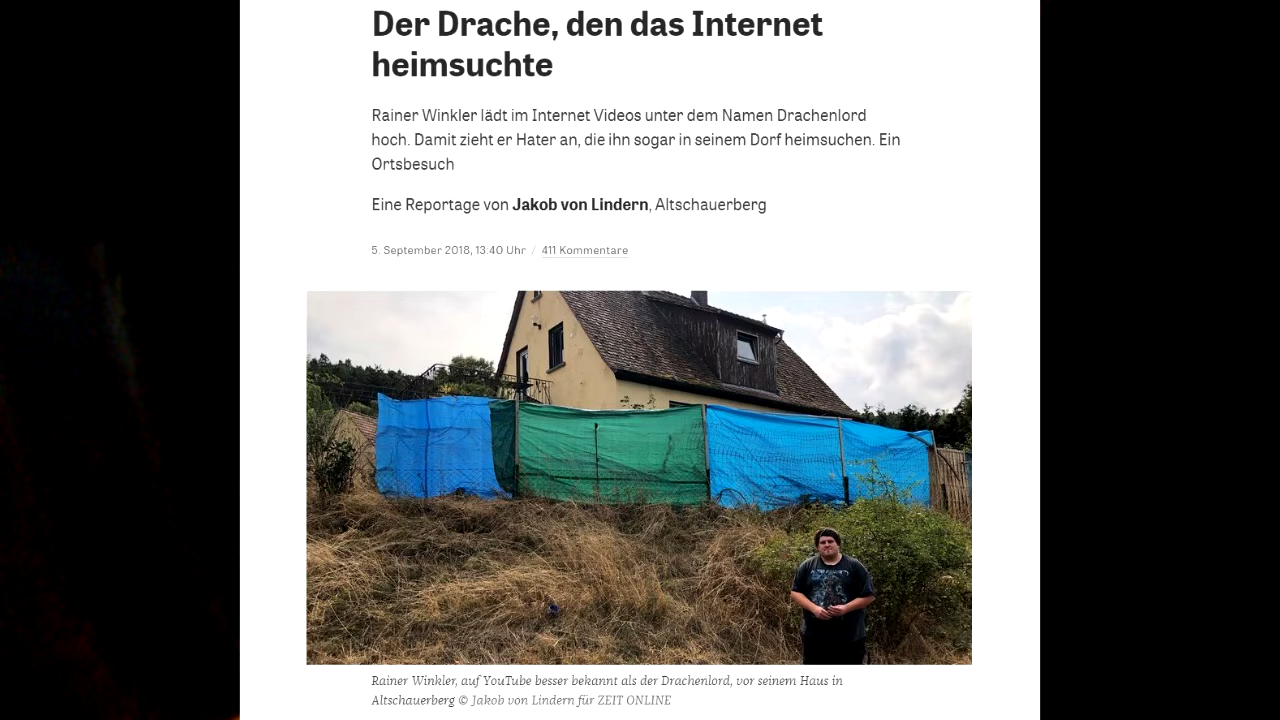 Der Drache, den das Internet
heimsuchte
Rainer Winkler lädt im Internet Videos unter dem Namen Drachenlord
hoch. Damit zieht er Hater an, die ihn sogar in seinem Dorf heimsuchen. Ein
Ortsbesuch
Eine Reportage von Jakob von Lindern, Altschauerberg
5. September 2018, 13:40 Uhr / 411 Kommentare
Rainer Winkler, auf YouTube besser bekannt als der Drachenlord, vor seinem Haus in
Altschauerberg © Jakob von Lindern für ZEIT ONLINE